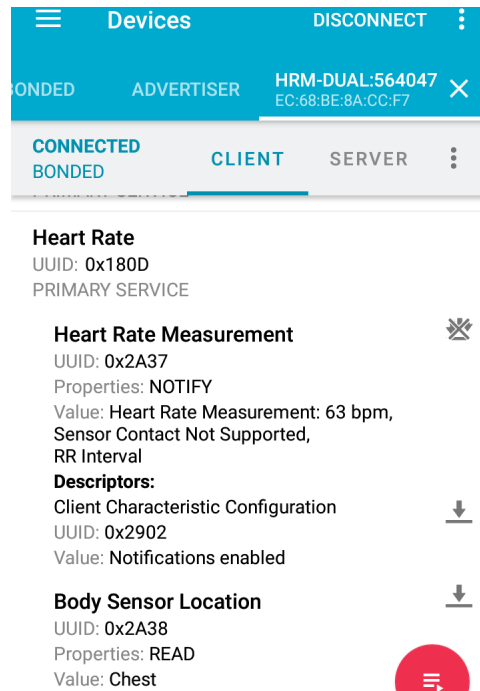 Devices
DISCONNECT
BONDED
ADVERTISER
HRM-DUAL:564047
EC:68:BE:8A:CC:F7
CONNECTED
BONDED
CLIENT
SERVER
PRIMARY SERVICE
Heart Rate
UUID: 0x180D
PRIMARY SERVICE
Heart Rate Measurement
UUID: 0x2A37
Properties: NOTIFY
Value: Heart Rate Measurement: 63 bpm,
Sensor Contact Not Supported,
RR Interval
Descriptors:
Client Characteristic Configuration
UUID: 0x2902
Value: Notifications enabled
Body Sensor Location
UUID: 0x2A38
Properties: READ
Value: Chest